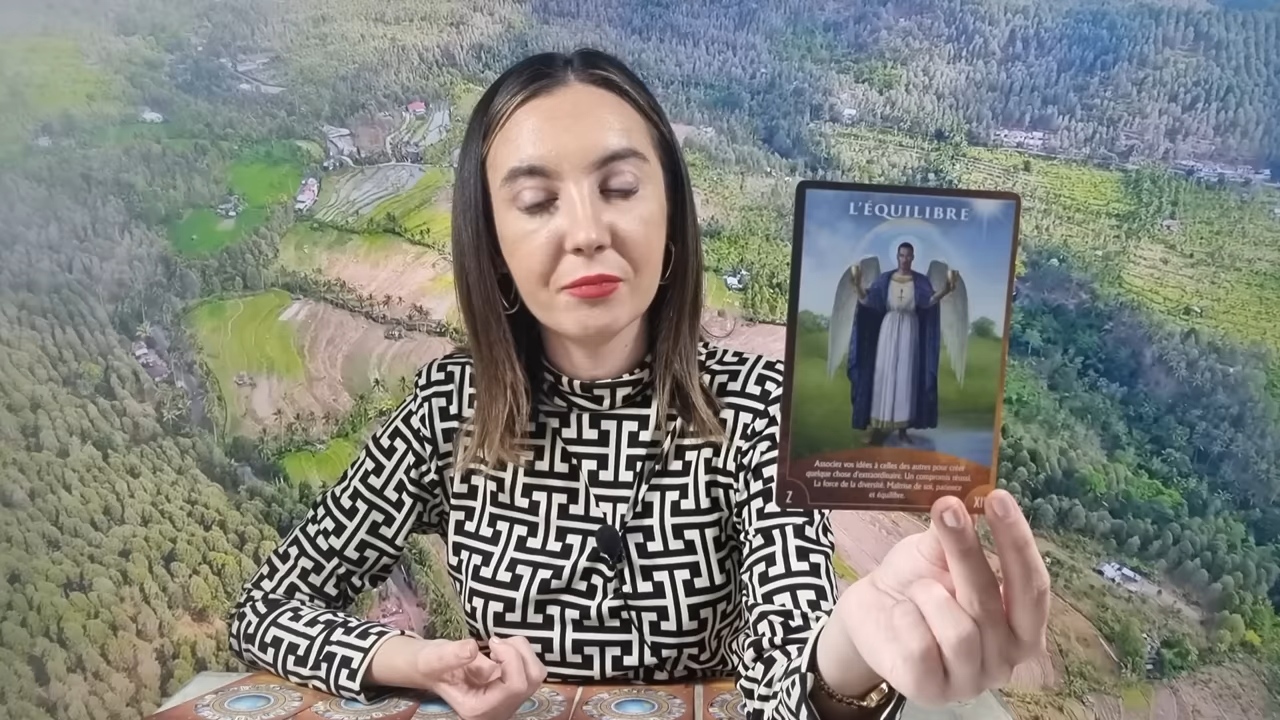 L'ÉQUILIBRE
Associez vos idées à celles des autres pour créer
quelque chose d'extraordinaire. Un compromis réussi.
La force de la diversité. Maîtrise de soi, patience
et équilibre.
Z